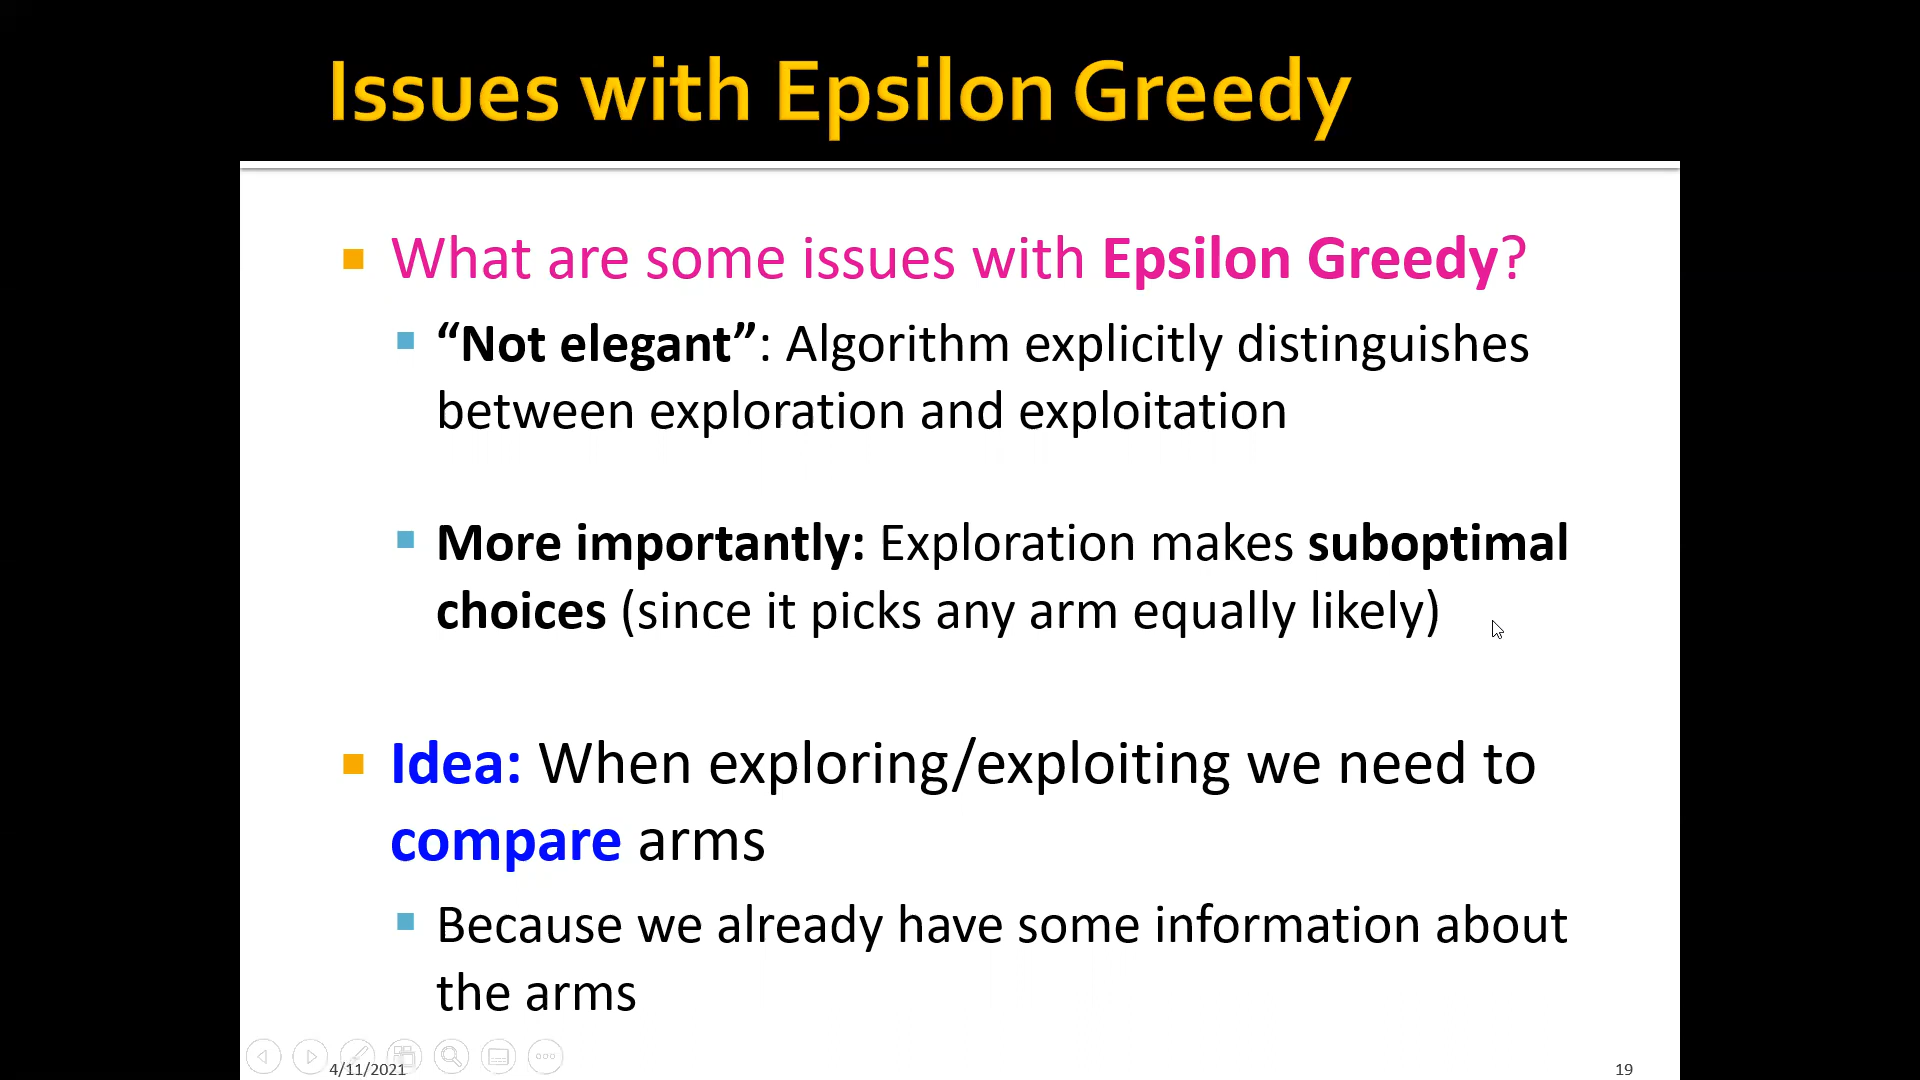 Issues with Epsilon Greedy
What are some issues with Epsilon Greedy?
“Not elegant”: Algorithm explicitly distinguishes
between exploration and exploitation
More importantly: Exploration makes suboptimal
choices (since it picks any arm equally likely)
Idea: When exploring/exploiting we need to
compare arms
Because we already have some information about
the arms
4/11/2021
19